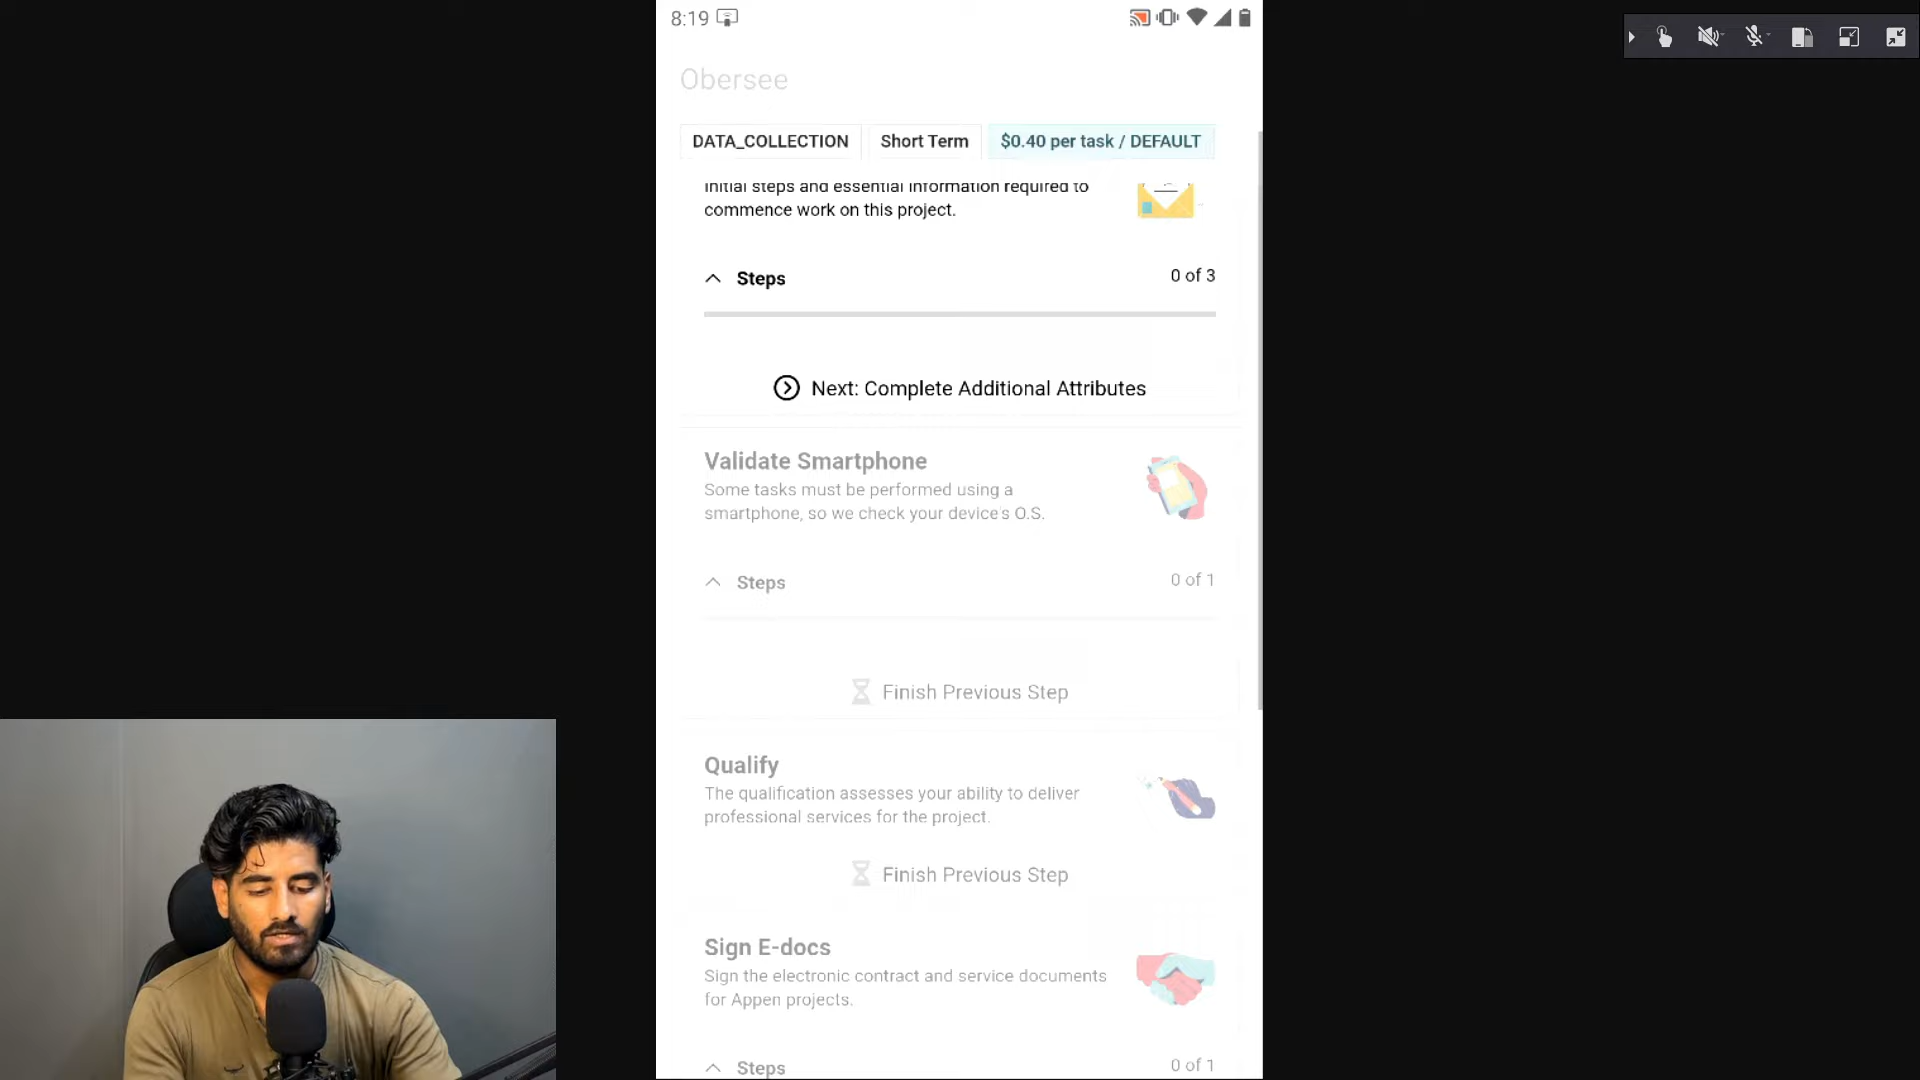 8:19
Obersee
DATA_COLLECTION Short Term $0.40 per task / DEFAULT
Initial steps and essential information required to
commence work on this project.
Steps 0 of 3
Next: Complete Additional Attributes
Validate Smartphone
Some tasks must be performed using a
smartphone, so we check your device's O.S.
Steps 0 of 1
Finish Previous Step
Qualify
The qualification assesses your ability to deliver
professional services for the project.
Finish Previous Step
Sign E-docs
Sign the electronic contract and service documents
for Appen projects.
Steps 0 of 1